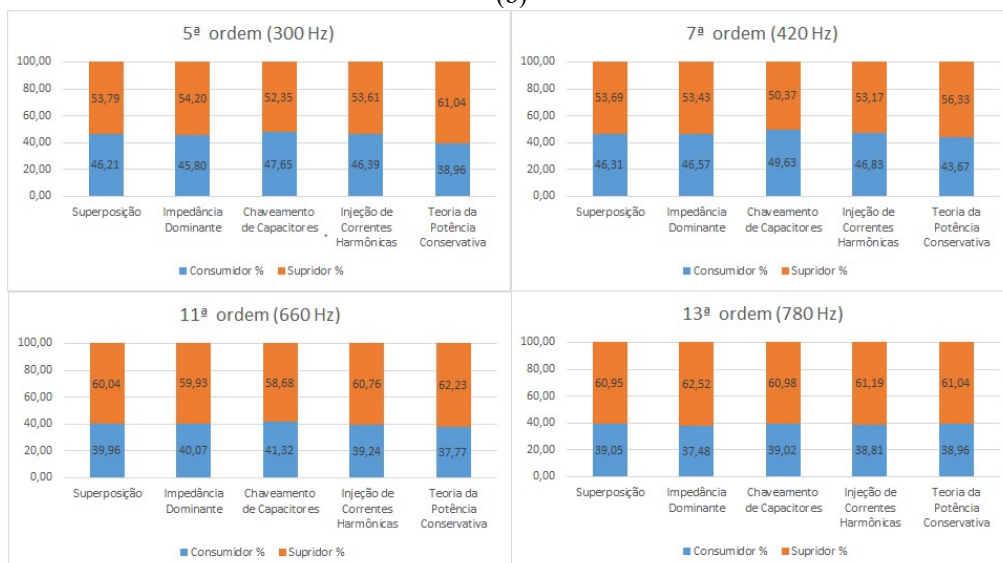 (b)
5ª ordem (300 Hz)
100,00
80,00
60,00
40,00
20,00
0,00
53,79 54,20 52,35 53,61 61,04
46,21 45,80 47,65 46,39 38,96
Superposição Impedância Chaveamento Injeção de Teoria da
Dominante de Capacitores Correntes Potência
Harmônicas Conservativa
Consumidor % Supridor %
7ª ordem (420 Hz)
100,00
80,00
60,00
40,00
20,00
0,00
53,69 53,43 50,37 53,17 56,33
46,31 46,57 49,63 46,83 43,67
Superposição Impedância Chaveamento Injeção de Teoria da
Dominante de Capacitores Correntes Potência
Harmônicas Conservativa
Consumidor % Supridor %
11ª ordem (660 Hz)
100,00
80,00
60,00
40,00
20,00
0,00
60,04 59,93 58,68 60,76 62,23
39,96 40,07 41,32 39,24 37,77
Superposição Impedância Chaveamento Injeção de Teoria da
Dominante de Capacitores Correntes Potência
Harmônicas Conservativa
Consumidor % Supridor %
13ª ordem (780 Hz)
100,00
80,00
60,00
40,00
20,00
0,00
60,95 62,52 60,98 61,19 61,04
39,05 37,48 39,02 38,81 38,96
Superposição Impedância Chaveamento Injeção de Teoria da
Dominante de Capacitores Correntes Potência
Harmônicas Conservativa
Consumidor % Supridor %